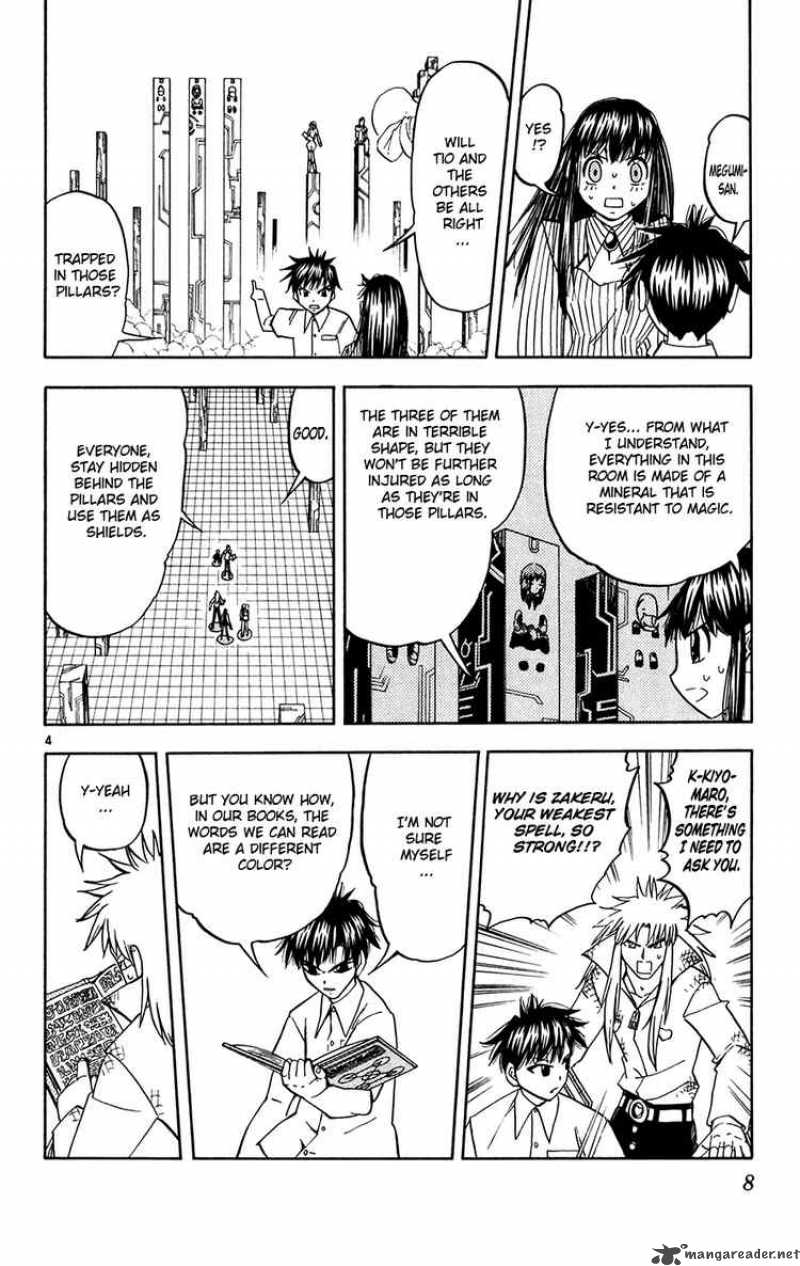 MEGUMI-
SAN.
YES
!?
WILL
TIO AND
THE
OTHERS
BE ALL
RIGHT
...
TRAPPED
IN THOSE
PILLARS?
Y-YES... FROM WHAT
I UNDERSTAND,
EVERYTHING IN THIS
ROOM IS MADE OF A
MINERAL THAT IS
RESISTANT TO MAGIC.
THE THREE OF THEM
ARE IN TERRIBLE
SHAPE, BUT THEY
WON'T BE FURTHER
INJURED AS LONG
AS THEY'RE IN
THOSE PILLARS.
GOOD.
EVERYONE,
STAY HIDDEN
BEHIND THE
PILLARS AND
USE THEM AS
SHIELDS.
4
K-KIYO-
MARO,
THERE'S
SOMETHING
I NEED TO
ASK YOU.
WHY IS ZAKERU,
YOUR WEAKEST
SPELL, SO
STRONG!!?
I'M NOT
SURE
MYSELF
...
BUT YOU KNOW HOW,
IN OUR BOOKS, THE
WORDS WE CAN READ
ARE A DIFFERENT
COLOR?
Y-YEAH
...
8
mangareader.net